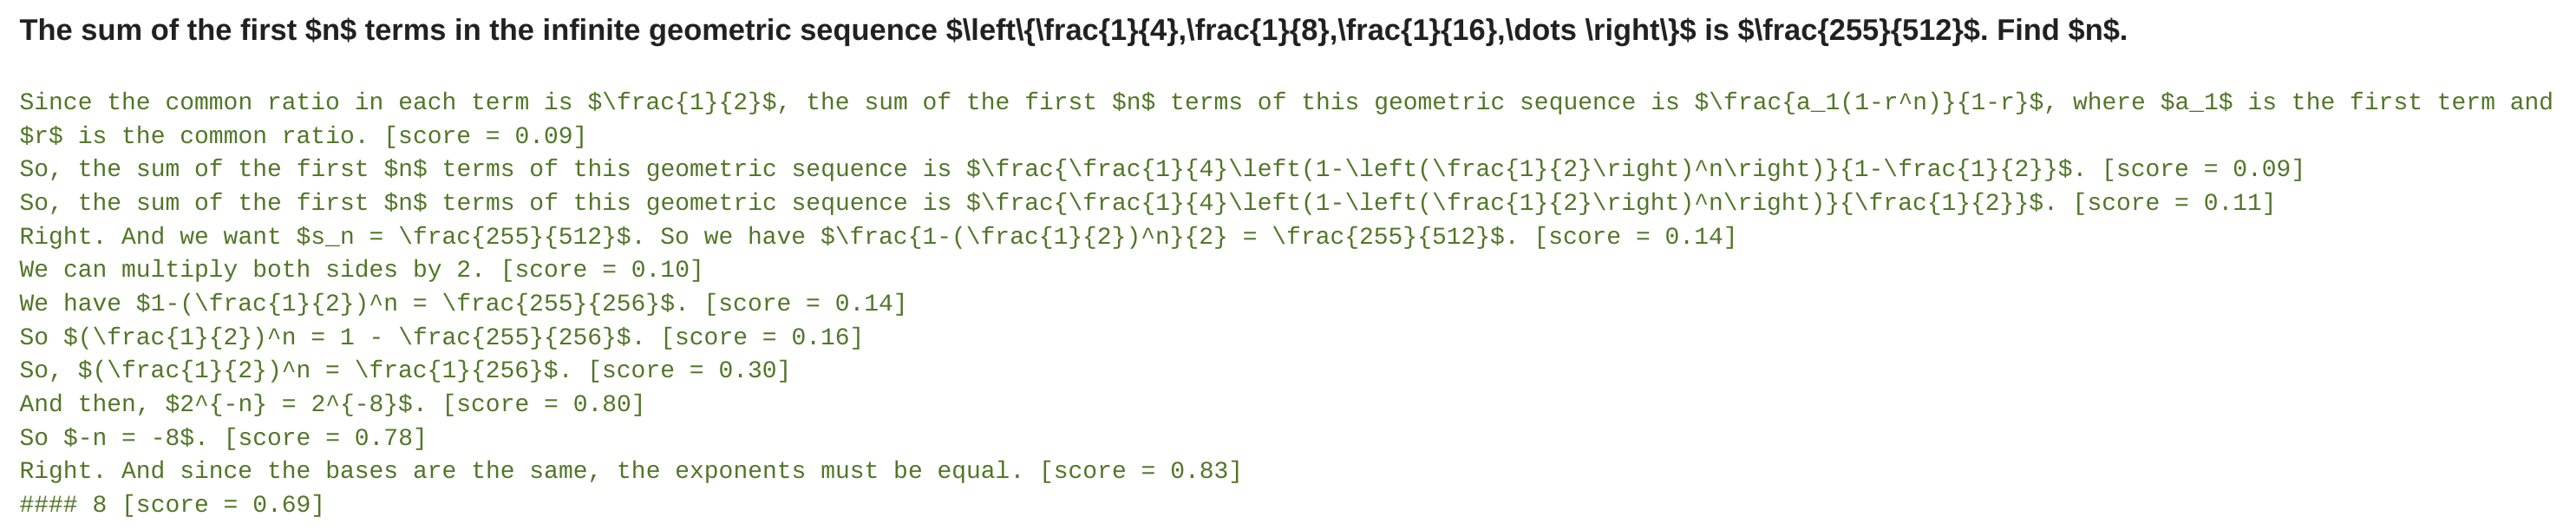 The sum of the first $n$ terms in the infinite geometric sequence $\left\{\frac{1}{4},\frac{1}{8},\frac{1}{16},\dots \right\}$ is $\frac{255}{512}$. Find $n$.
Since the common ratio in each term is $\frac{1}{2}$, the sum of the first $n$ terms of this geometric sequence is $\frac{a_1(1-r^n)}{1-r}$, where $a_1$ is the first term and
$r$ is the common ratio. [score = 0.09]
So, the sum of the first $n$ terms of this geometric sequence is $\frac{\frac{1}{4}\left(1-\left(\frac{1}{2}\right)^n\right)}{1-\frac{1}{2}}$. [score = 0.09]
So, the sum of the first $n$ terms of this geometric sequence is $\frac{\frac{1}{4}\left(1-\left(\frac{1}{2}\right)^n\right)}{\frac{1}{2}}$. [score = 0.11]
Right. And we want $s_n = \frac{255}{512}$. So we have $\frac{1-(\frac{1}{2})^n}{2} = \frac{255}{512}$. [score = 0.14]
We can multiply both sides by 2. [score = 0.10]
We have $1-(\frac{1}{2})^n = \frac{255}{256}$. [score = 0.14]
So $(\frac{1}{2})^n = 1 - \frac{255}{256}$. [score = 0.16]
So, $(\frac{1}{2})^n = \frac{1}{256}$. [score = 0.30]
And then, $2^{-n} = 2^{-8}$. [score = 0.80]
So $-n = -8$. [score = 0.78]
Right. And since the bases are the same, the exponents must be equal. [score = 0.83]
#### 8 [score = 0.69]